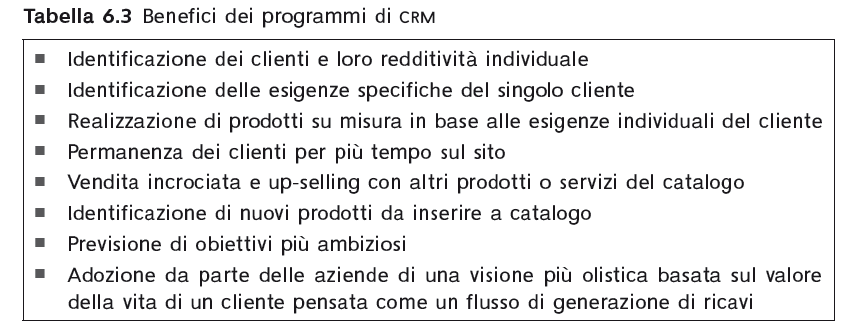 Tabella 6.3 Benefici dei programmi di CRM
■ Identificazione dei clienti e loro redditività individuale
■ Identificazione delle esigenze specifiche del singolo cliente
■ Realizzazione di prodotti su misura in base alle esigenze individuali del cliente
■ Permanenza dei clienti per più tempo sul sito
■ Vendita incrociata e up-selling con altri prodotti o servizi del catalogo
■ Identificazione di nuovi prodotti da inserire a catalogo
■ Previsione di obiettivi più ambiziosi
■ Adozione da parte delle aziende di una visione più olistica basata sul valore
della vita di un cliente pensata come un flusso di generazione di ricavi